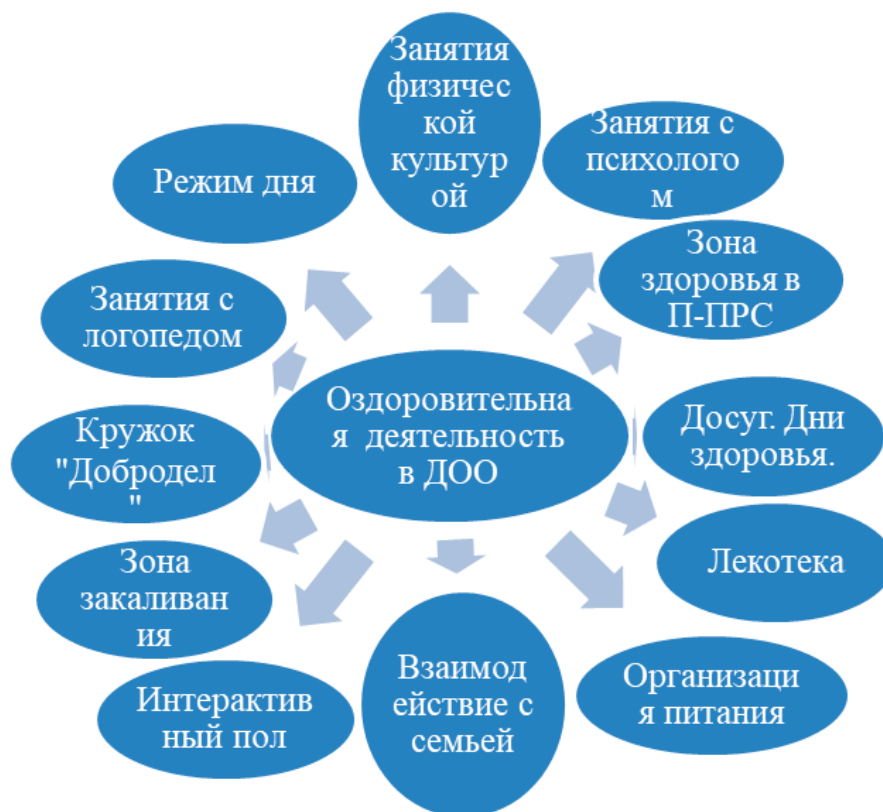 Занятия
физичес
кой
культур
ой
Занятия с
психолого
м
Зона
здоровья в
П-ПРС
Досуг. Дни
здоровья.
Лекотека
Организаци
я питания
Взаимод
ействие с
семьей
Интерактив
ный пол
Зона
закаливан
ия
Кружок
"Добродел
"
Занятия с
логопедом
Режим дня
Оздоровительна
я деятельность
в ДОО